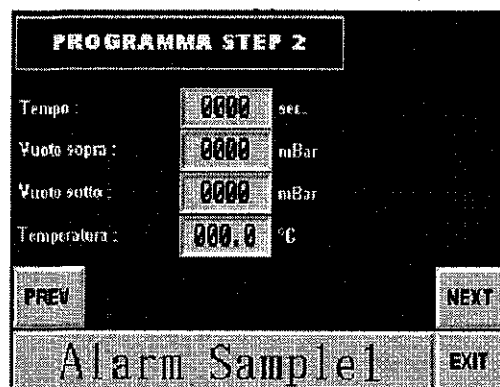 PROGRAMMA STEP 2
Tempo : 0000 sec.
Vuoto sopra : 0000 mBar
Vuoto sotto : 0000 mBar
Temperatura : 000.0 °C
PREV NEXT
Alarm Sample1 EXIT